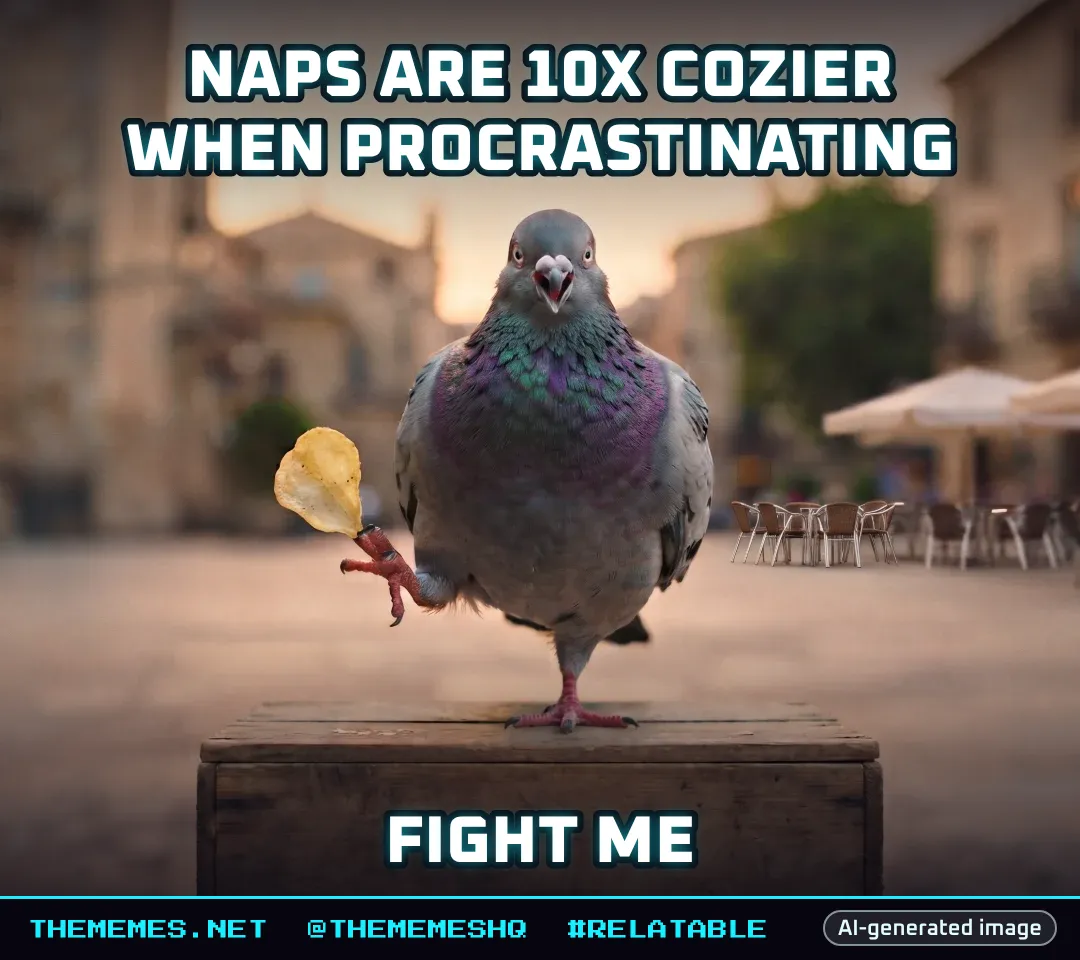 NAPS ARE 10X COZIER
WHEN PROCRASTINATING
FIGHT ME
THEMEMES.NET @THEMEMESHQ #RELATABLE AI-generated image